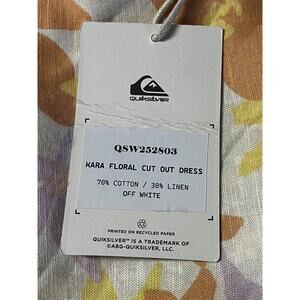 QUIKSILVER
QSW252803
KARA FLORAL CUT OUT DRESS
70% COTTON / 30% LINEN
OFF WHITE
PRINTED ON RECYCLED PAPER
QUIKSILVER™ IS A TRADEMARK OF
©ABG-QUIKSILVER, LLC.